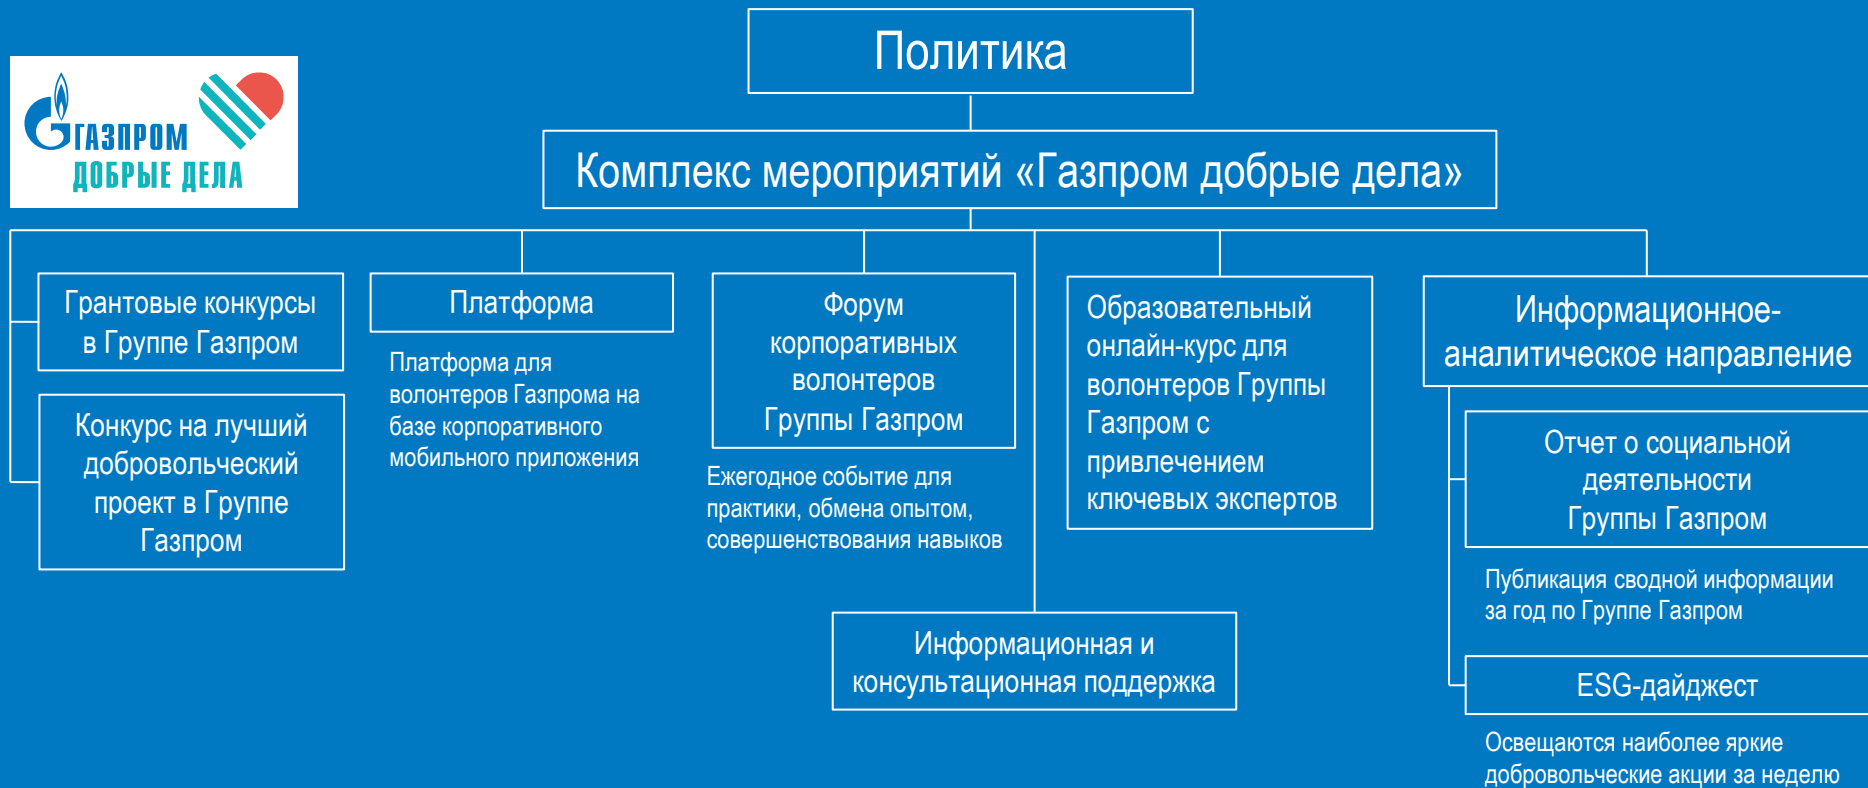 Политика
ГАЗПРОМ
ДОБРЫЕ ДЕЛА
Комплекс мероприятий «Газпром добрые дела»
Грантовые конкурсы
в Группе Газпром
Конкурс на лучший
добровольческий
проект в Группе
Газпром
Платформа
Платформа для
волонтеров Газпрома на
базе корпоративного
мобильного приложения
Форум
корпоративных
волонтеров
Группы Газпром
Ежегодное событие для
практики, обмена опытом,
совершенствования навыков
Информационная и
консультационная поддержка
Образовательный
онлайн-курс для
волонтеров Группы
Газпром с
привлечением
ключевых экспертов
Информационное-
аналитическое направление
Отчет о социальной
деятельности
Группы Газпром
Публикация сводной информации
за год по Группе Газпром
ESG-дайджест
Освещаются наиболее яркие
добровольческие акции за неделю